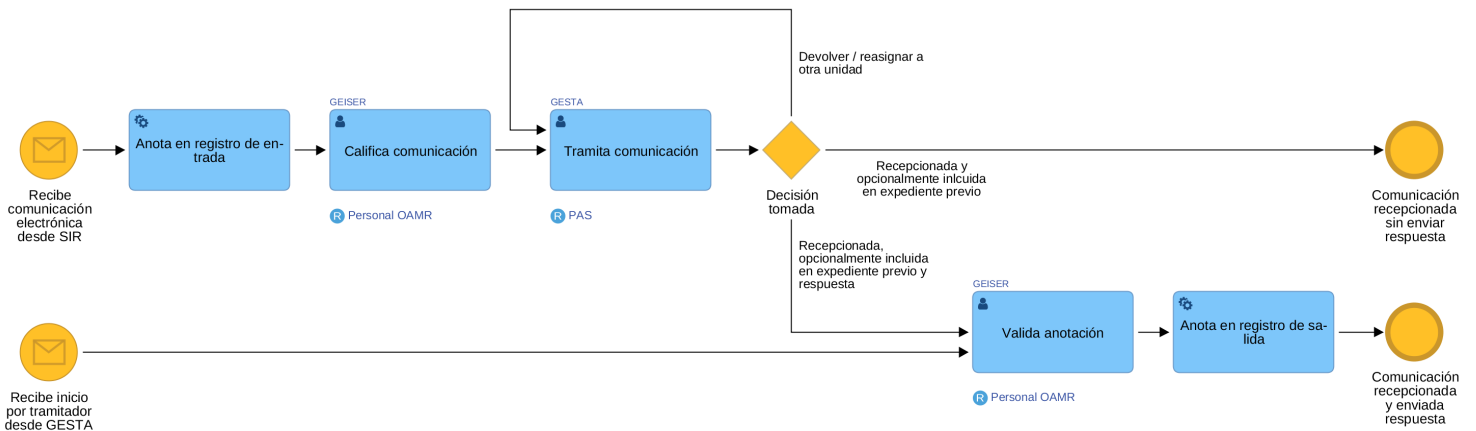 Devolver / reasignar a
otra unidad
GEISER
GESTA
Anota en registro de en-
trada
Califica comunicación
Tramita comunicación
Recibe
comunicación
electrónica
desde SIR
R Personal OAMR
R PAS
Decisión
tomada
Recepcionada y
opcionalmente inlcuida
en expediente previo
Comunicación
recepcionada
sin enviar
respuesta
Recepcionada,
opcionalmente incluida
en expediente previo y
respuesta
GEISER
Valida anotación
Anota en registro de sa-
lida
Recibe inicio
por tramitador
desde GESTA
R Personal OAMR
Comunicación
recepcionada
y enviada
respuesta